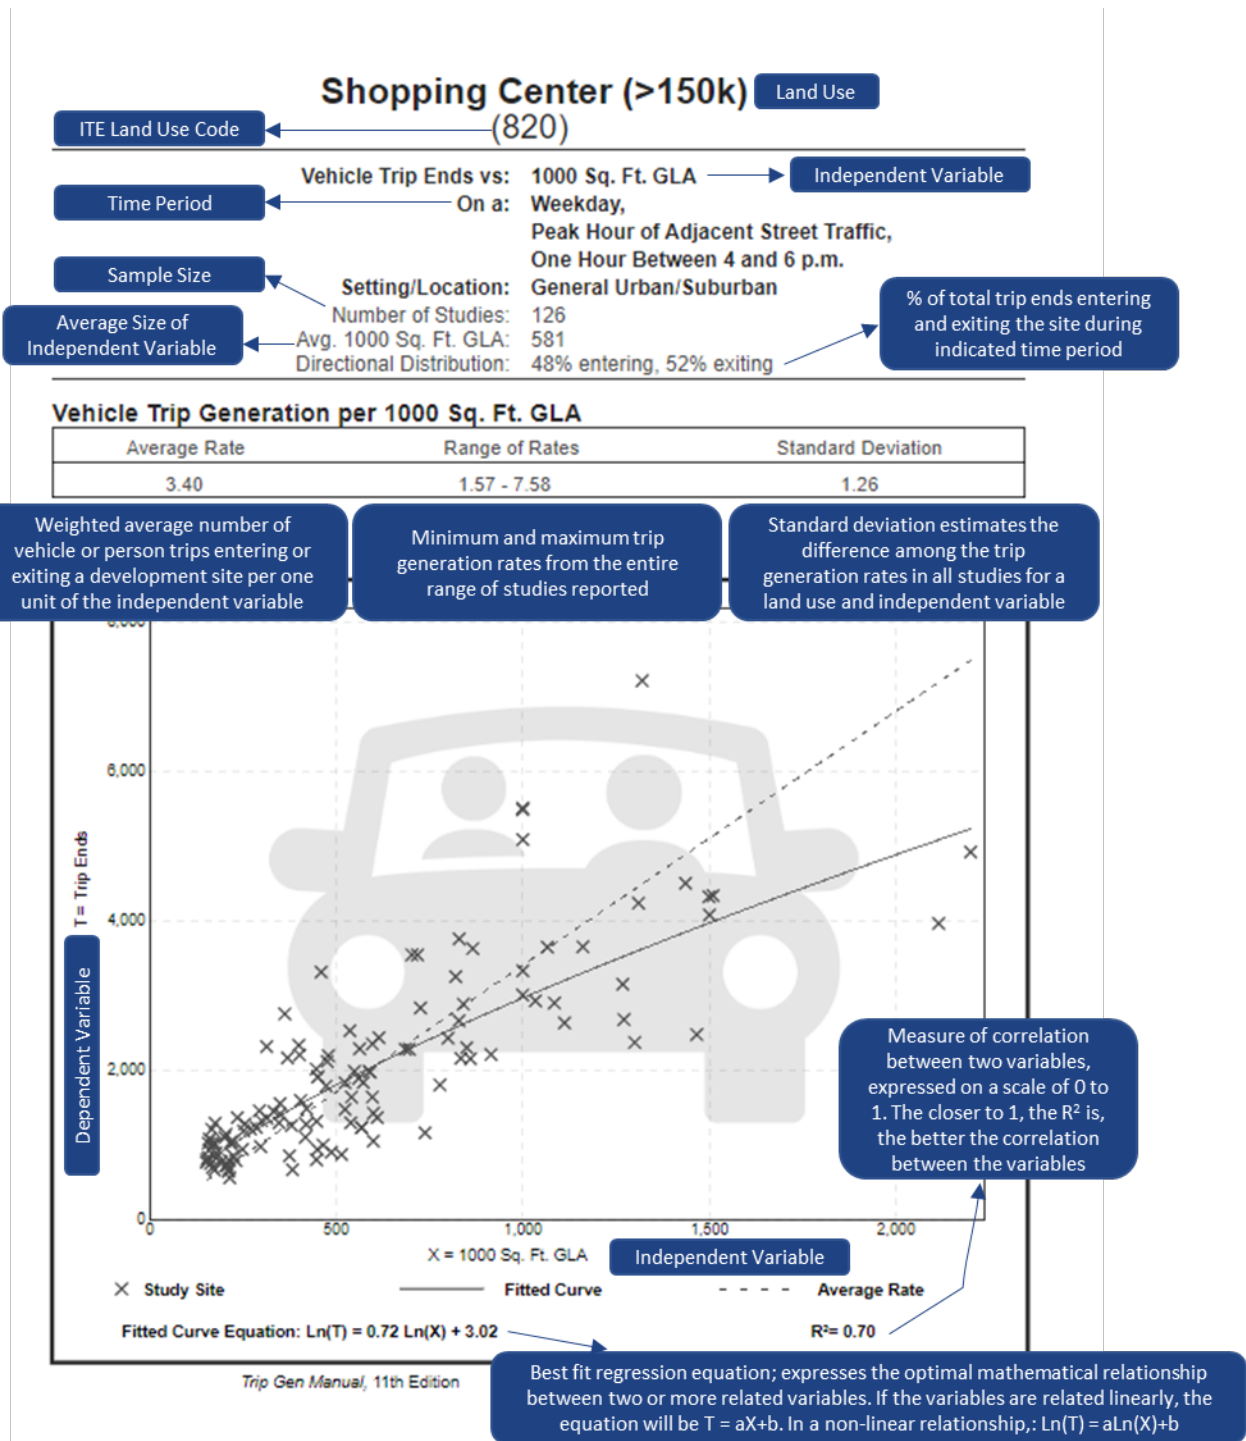 Shopping Center (>150k)
Land Use
ITE Land Use Code
(820)
Vehicle Trip Ends vs: 1000 Sq. Ft. GLA
Independent Variable
Time Period
On a: Weekday,
Peak Hour of Adjacent Street Traffic,
One Hour Between 4 and 6 p.m.
Sample Size
Setting/Location: General Urban/Suburban
Number of Studies: 126
Average Size of
Independent Variable
Avg. 1000 Sq. Ft. GLA: 581
Directional Distribution: 48% entering, 52% exiting
% of total trip ends entering
and exiting the site during
indicated time period
Vehicle Trip Generation per 1000 Sq. Ft. GLA
Average Rate Range of Rates Standard Deviation
3.40 1.57 - 7.58 1.26
Weighted average number of
vehicle or person trips entering or
exiting a development site per one
unit of the independent variable
Minimum and maximum trip
generation rates from the entire
range of studies reported
Standard deviation estimates the
difference among the trip
generation rates in all studies for a
land use and independent variable
6,000
4,000
2,000
0
T = Trip Ends
Dependent Variable
0 500 1,000 1,500 2,000
X = 1000 Sq. Ft. GLA
Independent Variable
Measure of correlation
between two variables,
expressed on a scale of 0 to
1. The closer to 1, the R² is,
the better the correlation
between the variables
Study Site Fitted Curve Average Rate
Fitted Curve Equation: Ln(T) = 0.72 Ln(X) + 3.02 R²= 0.70
Trip Gen Manual, 11th Edition
Best fit regression equation; expresses the optimal mathematical relationship
between two or more related variables. If the variables are related linearly, the
equation will be T = aX+b. In a non-linear relationship,: Ln(T) = aLn(X)+b